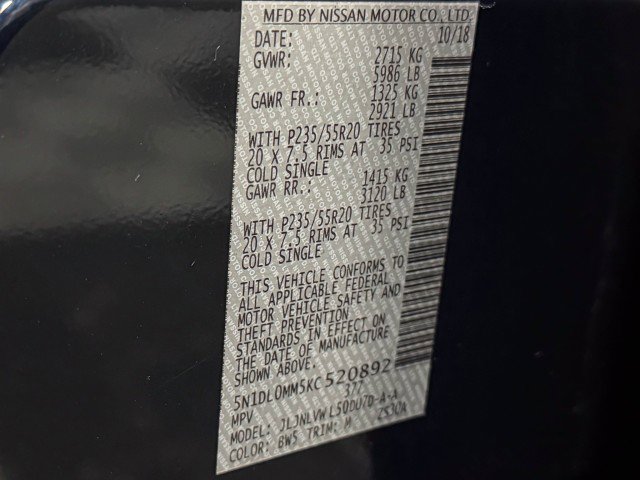 MFD BY NISSAN MOTOR CO., LTD.
DATE: 10/18
GVWR: 2715 KG
5986 LB
GAWR FR.: 1325 KG
2921 LB
WITH P235/55R20 TIRES
20 X 7.5 RIMS AT 35 PSI
COLD SINGLE
GAWR RR.: 1415 KG
3120 LB
WITH P235/55R20 TIRES
20 X 7.5 RIMS AT 35 PSI
COLD SINGLE
THIS VEHICLE CONFORMS TO
ALL APPLICABLE FEDERAL
MOTOR VEHICLE SAFETY AND
THEFT PREVENTION
STANDARDS IN EFFECT ON
THE DATE OF MANUFACTURE
SHOWN ABOVE.
5N1DL0MM5KC520892
MPV 377
MODEL: JLJNLVWL50DUZD-A-A
COLOR: BW5 TRIM: M 2S30A